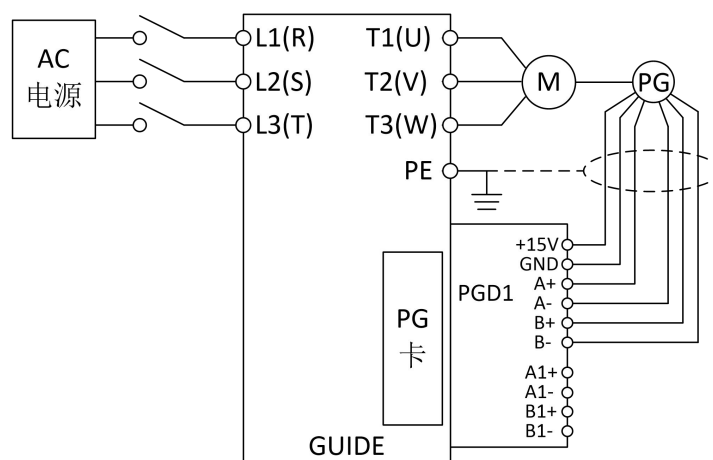 AC
电源
L1(R)
L2(S)
L3(T)
T1(U)
T2(V)
T3(W)
PE
M
PG
PG
卡
PGD1
+15V
GND
A+
A-
B+
B-
A1+
A1-
B1+
B1-
GUIDE